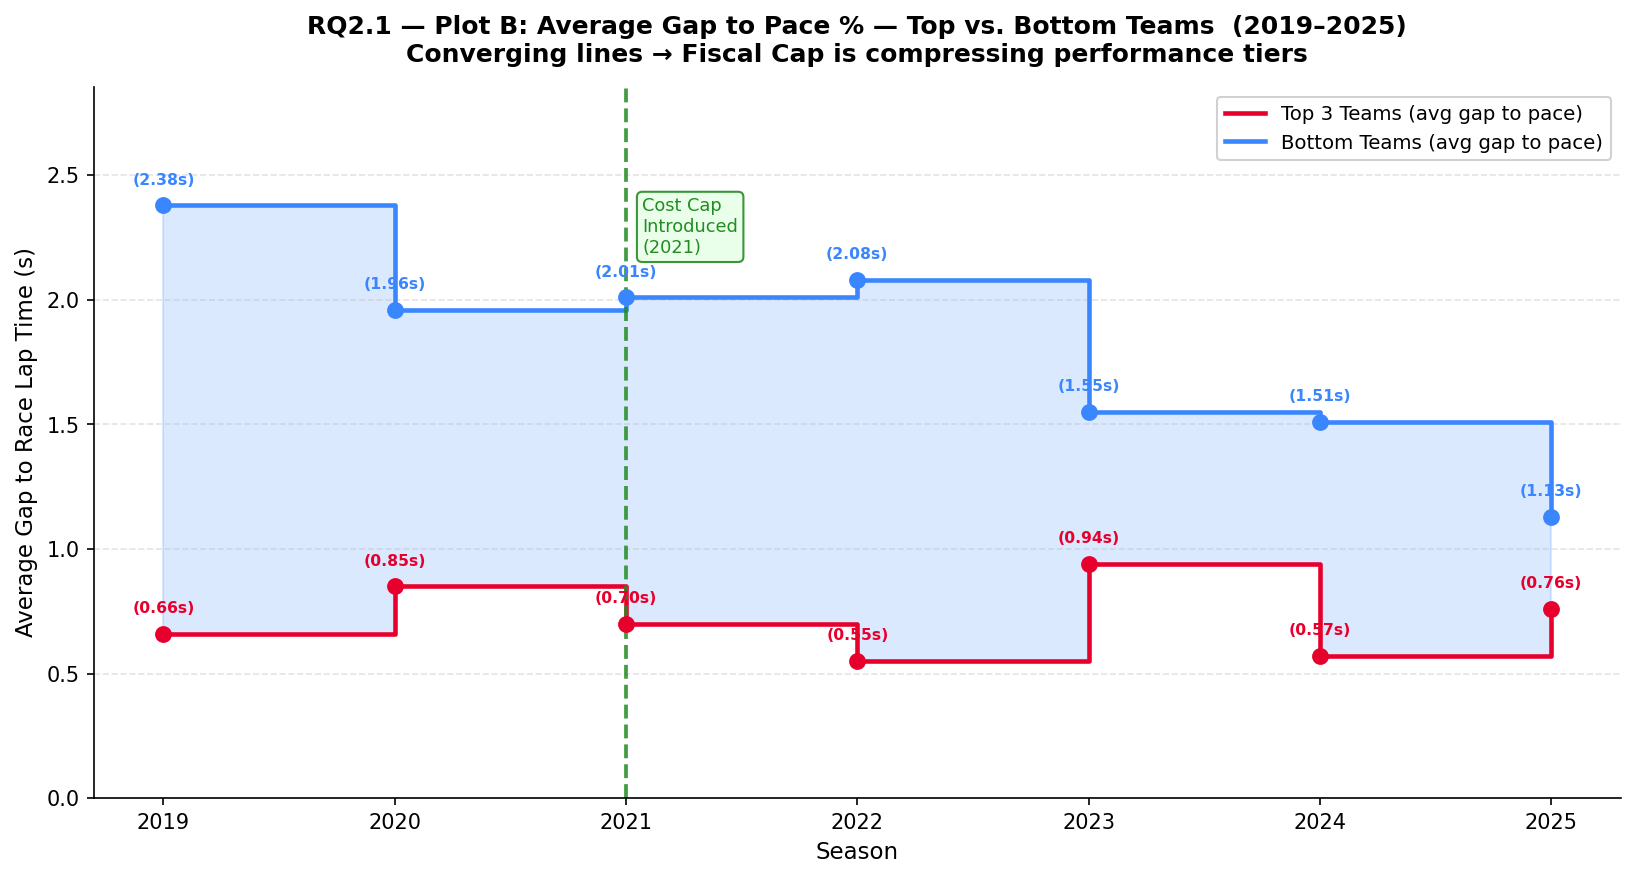 RQ2.1 — Plot B: Average Gap to Pace % — Top vs. Bottom Teams (2019–2025)
Converging lines → Fiscal Cap is compressing performance tiers
Top 3 Teams (avg gap to pace)
Bottom Teams (avg gap to pace)
Average Gap to Race Lap Time (s)
2.5
2.0
1.5
1.0
0.5
0.0
(2.38s)
(1.96s)
(2.01s)
(2.08s)
(1.55s)
(1.51s)
(1.13s)
Cost Cap
Introduced
(2021)
(0.66s)
(0.85s)
(0.70s)
(0.55s)
(0.94s)
(0.57s)
(0.76s)
2019 2020 2021 2022 2023 2024 2025
Season